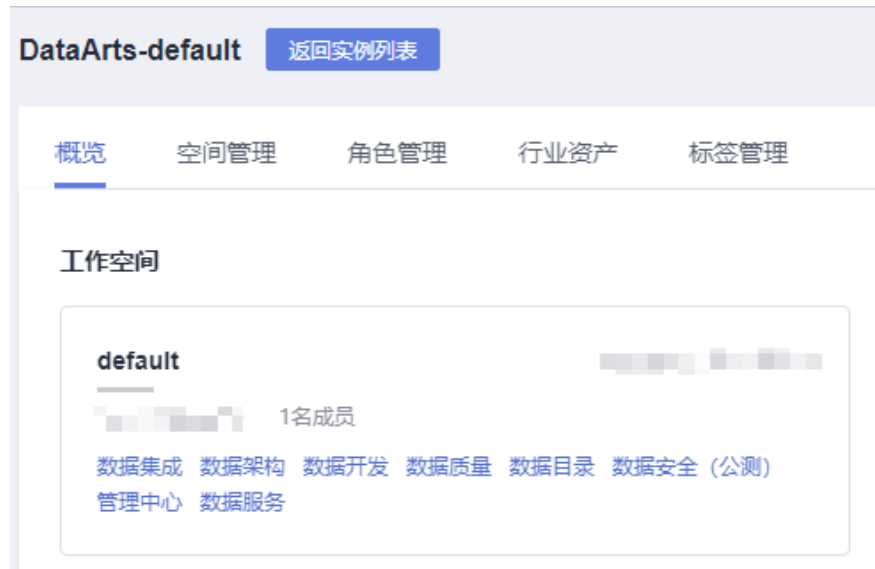 DataArts-default 返回实例列表
概览 空间管理 角色管理 行业资产 标签管理
工作空间
default
1名成员
数据集成 数据架构 数据开发 数据质量 数据目录 数据安全（公测）
管理中心 数据服务